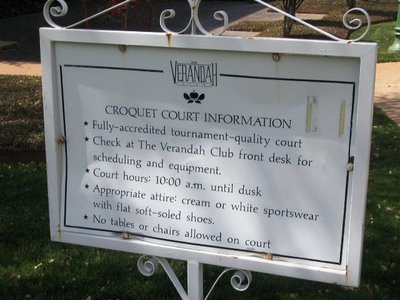 THE
VERANDAH
CROQUET COURT INFORMATION
★ Fully-accredited tournament-quality court
★ Check at The Verandah Club front desk for
scheduling and equipment.
★ Court hours: 10:00 a.m. until dusk
★ Appropriate attire: cream or white sportswear
with flat soft-soled shoes.
★ No tables or chairs allowed on court